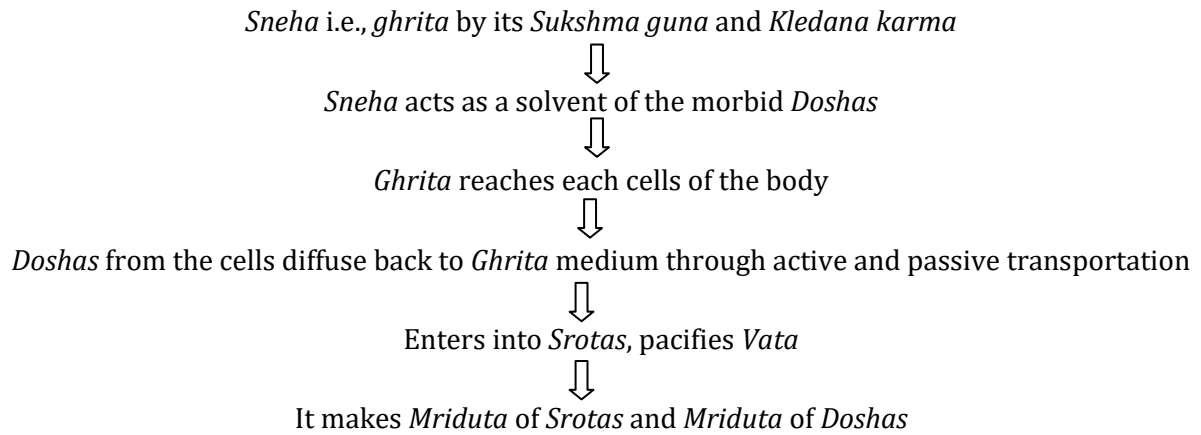 Sneha i.e., ghrita by its Sukshma guna and Kledana karma
Sneha acts as a solvent of the morbid Doshas
Ghrita reaches each cells of the body
Doshas from the cells diffuse back to Ghrita medium through active and passive transportation
Enters into Srotas, pacifies Vata
It makes Mriduta of Srotas and Mriduta of Doshas